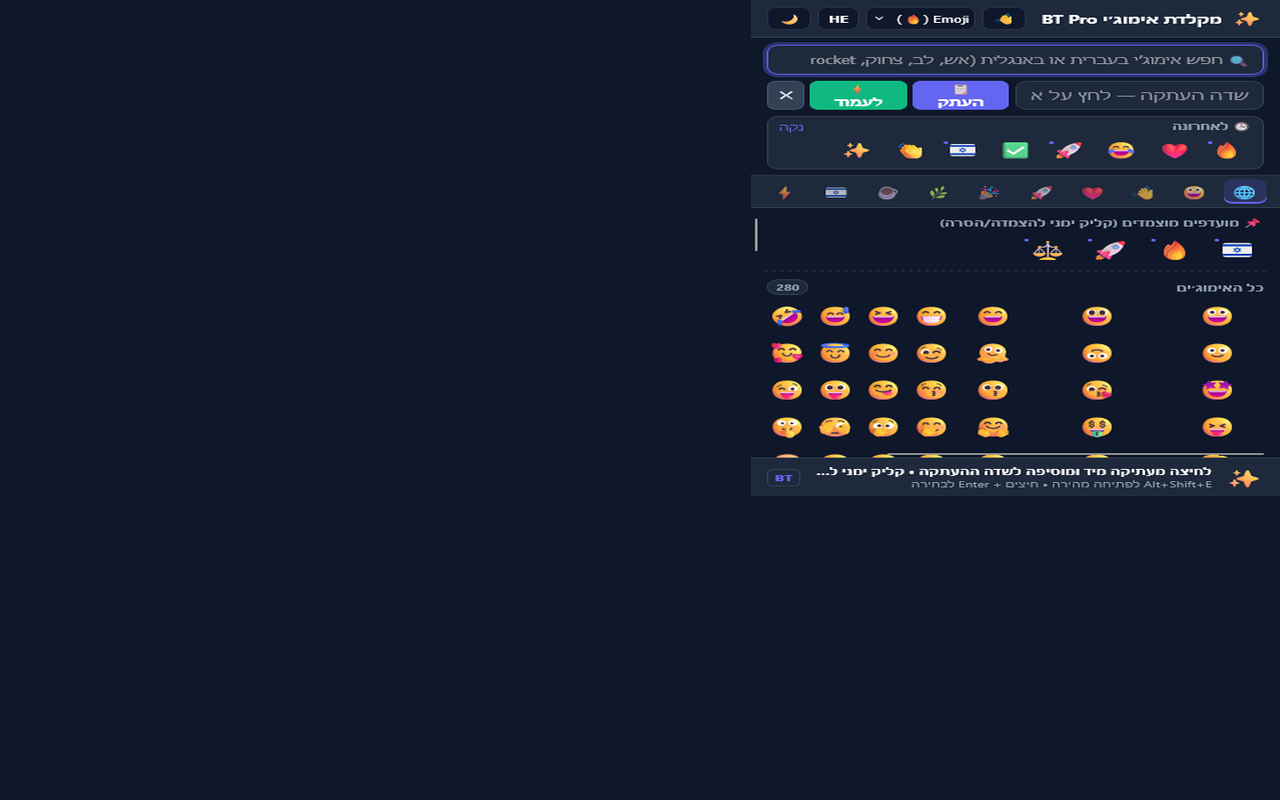 מקלדת אימוג׳י BT Pro
Emoji ( 🔥 )
HE
חפש אימוג׳י בעברית או באנגלית (אש, לב, צחוק, rocket
שדה העתקה — לחץ על א
העתק
לעמוד
לאחרונה
נקה
מועדפים מוצמדים (קליק ימני להצמדה/הסרה)
כל האימוג׳ים
280
לחיצה מעתיקה מיד ומוסיפה לשדה ההעתקה • קליק ימני ל...
Alt+Shift+E לפתיחה מהירה • חיצים + Enter לבחירה
BT